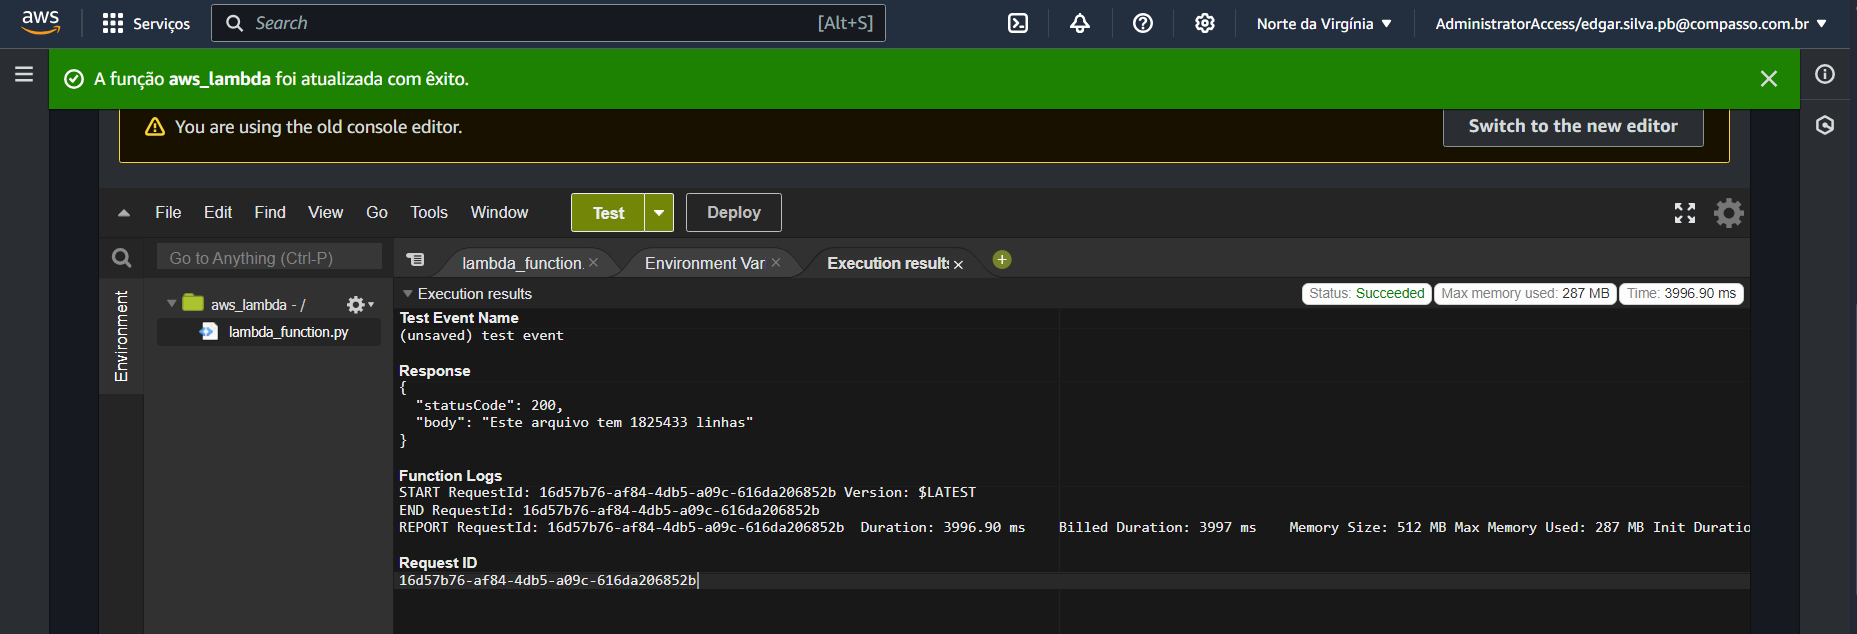 aws
Serviços
Search
[Alt+S]
Norte da Virgínia
AdministratorAccess/edgar.silva.pb@compasso.com.br
A função aws_lambda foi atualizada com êxito.
You are using the old console editor.
Switch to the new editor
File Edit Find View Go Tools Window
Test
Deploy
Go to Anything (Ctrl-P)
lambda_function.
Environment Var
Execution results
Environment
aws_lambda - /
lambda_function.py
Execution results
Status: Succeeded
Max memory used: 287 MB
Time: 3996.90 ms
Test Event Name
(unsaved) test event
Response
{
"statusCode": 200,
"body": "Este arquivo tem 1825433 linhas"
}
Function Logs
START RequestId: 16d57b76-af84-4db5-a09c-616da206852b Version: $LATEST
END RequestId: 16d57b76-af84-4db5-a09c-616da206852b
REPORT RequestId: 16d57b76-af84-4db5-a09c-616da206852b Duration: 3996.90 ms Billed Duration: 3997 ms Memory Size: 512 MB Max Memory Used: 287 MB Init Duratio
Request ID
16d57b76-af84-4db5-a09c-616da206852b